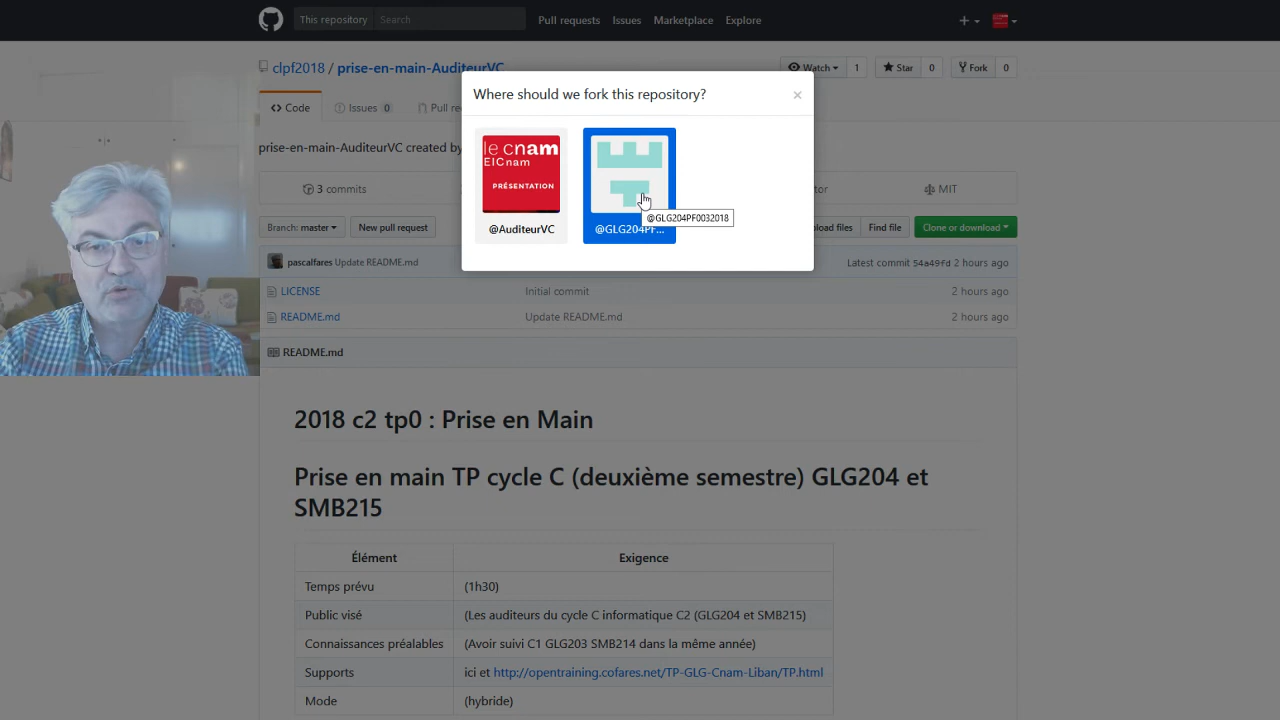 This repository
Search
Pull requests
Issues
Marketplace
Explore
clpf2018 / prise-en-main-AuditeurVC
Watch
1
Star
0
Fork
0
Where should we fork this repository?
×
Code
Issues 0
prise-en-main-AuditeurVC created by
le cnam
EICnam
PRÉSENTATION
@AuditeurVC
@GLG204PF...
@GLG204PF0032018
3 commits
MIT
Branch: master
New pull request
Find file
Clone or download
pascalfares Update README.md
Latest commit 54a49fd 2 hours ago
LICENSE
Initial commit
2 hours ago
README.md
Update README.md
2 hours ago
README.md
2018 c2 tp0 : Prise en Main
Prise en main TP cycle C (deuxième semestre) GLG204 et
SMB215
Élément
Exigence
Temps prévu
(1h30)
Public visé
(Les auditeurs du cycle C informatique C2 (GLG204 et SMB215)
Connaissances préalables
(Avoir suivi C1 GLG203 SMB214 dans la même année)
Supports
ici et http://opentraining.cofares.net/TP-GLG-Cnam-Liban/TP.html
Mode
(hybride)